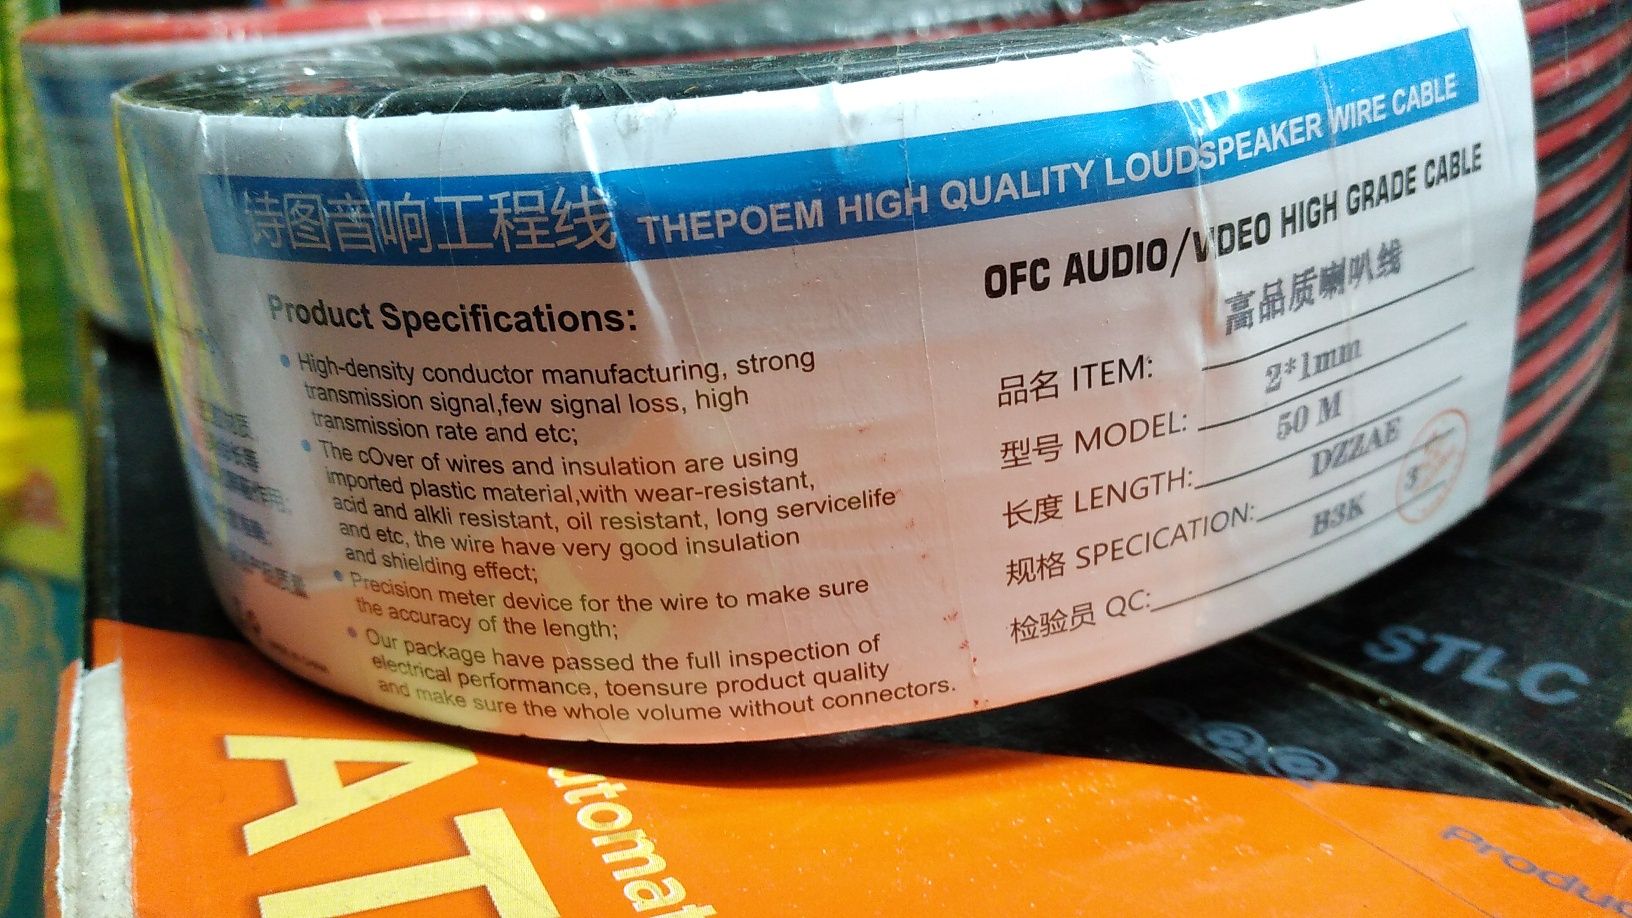 诗图音响工程线 THEPOEM HIGH QUALITY LOUDSPEAKER WIRE CABLE
OFC AUDIO/VIDEO HIGH GRADE CABLE
Product Specifications:
High-density conductor manufacturing, strong
transmission signal,few signal loss, high
transmission rate and etc;
The cOver of wires and insulation are using
imported plastic material,with wear-resistant,
acid and alkli resistant, oil resistant, long servicelife
and etc, the wire have very good insulation
and shielding effect;
Precision meter device for the wire to make sure
the accuracy of the length;
Our package have passed the full inspection of
electrical performance, toensure product quality
and make sure the whole volume without connectors.
品名 ITEM: 高品质喇叭线
型号 MODEL: 2*1mm
长度 LENGTH: 50 M
规格 SPECICATION: DZZAE
检验员 QC: B3K
STLC
AT
utomat
Produ